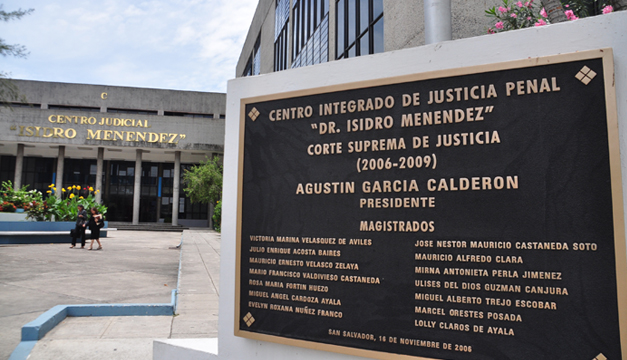 CENTRO JUDICIAL
"ISIDRO MENENDEZ"
CENTRO INTEGRADO DE JUSTICIA PENAL
"DR. ISIDRO MENENDEZ"
CORTE SUPREMA DE JUSTICIA
(2006-2009)
AGUSTIN GARCIA CALDERON
PRESIDENTE
MAGISTRADOS
VICTORIA MARINA VELASQUEZ DE AVILES
JULIO ENRIQUE ACOSTA BAIRES
MAURICIO ERNESTO VELASCO ZELAYA
MARIO FRANCISCO VALDIVIESO CASTANEDA
ROSA MARIA FORTIN HUEZO
MIGUEL ANGEL CARDOZA AYALA
EVELYN ROXANA NUÑEZ FRANCO
JOSE NESTOR MAURICIO CASTANEDA SOTO
MAURICIO ALFREDO CLARA
MIRNA ANTONIETA PERLA JIMENEZ
ULISES DEL DIOS GUZMAN CANJURA
MIGUEL ALBERTO TREJO ESCOBAR
MARCEL ORESTES POSADA
LOLLY CLAROS DE AYALA
SAN SALVADOR, 16 DE NOVIEMBRE DE 2006